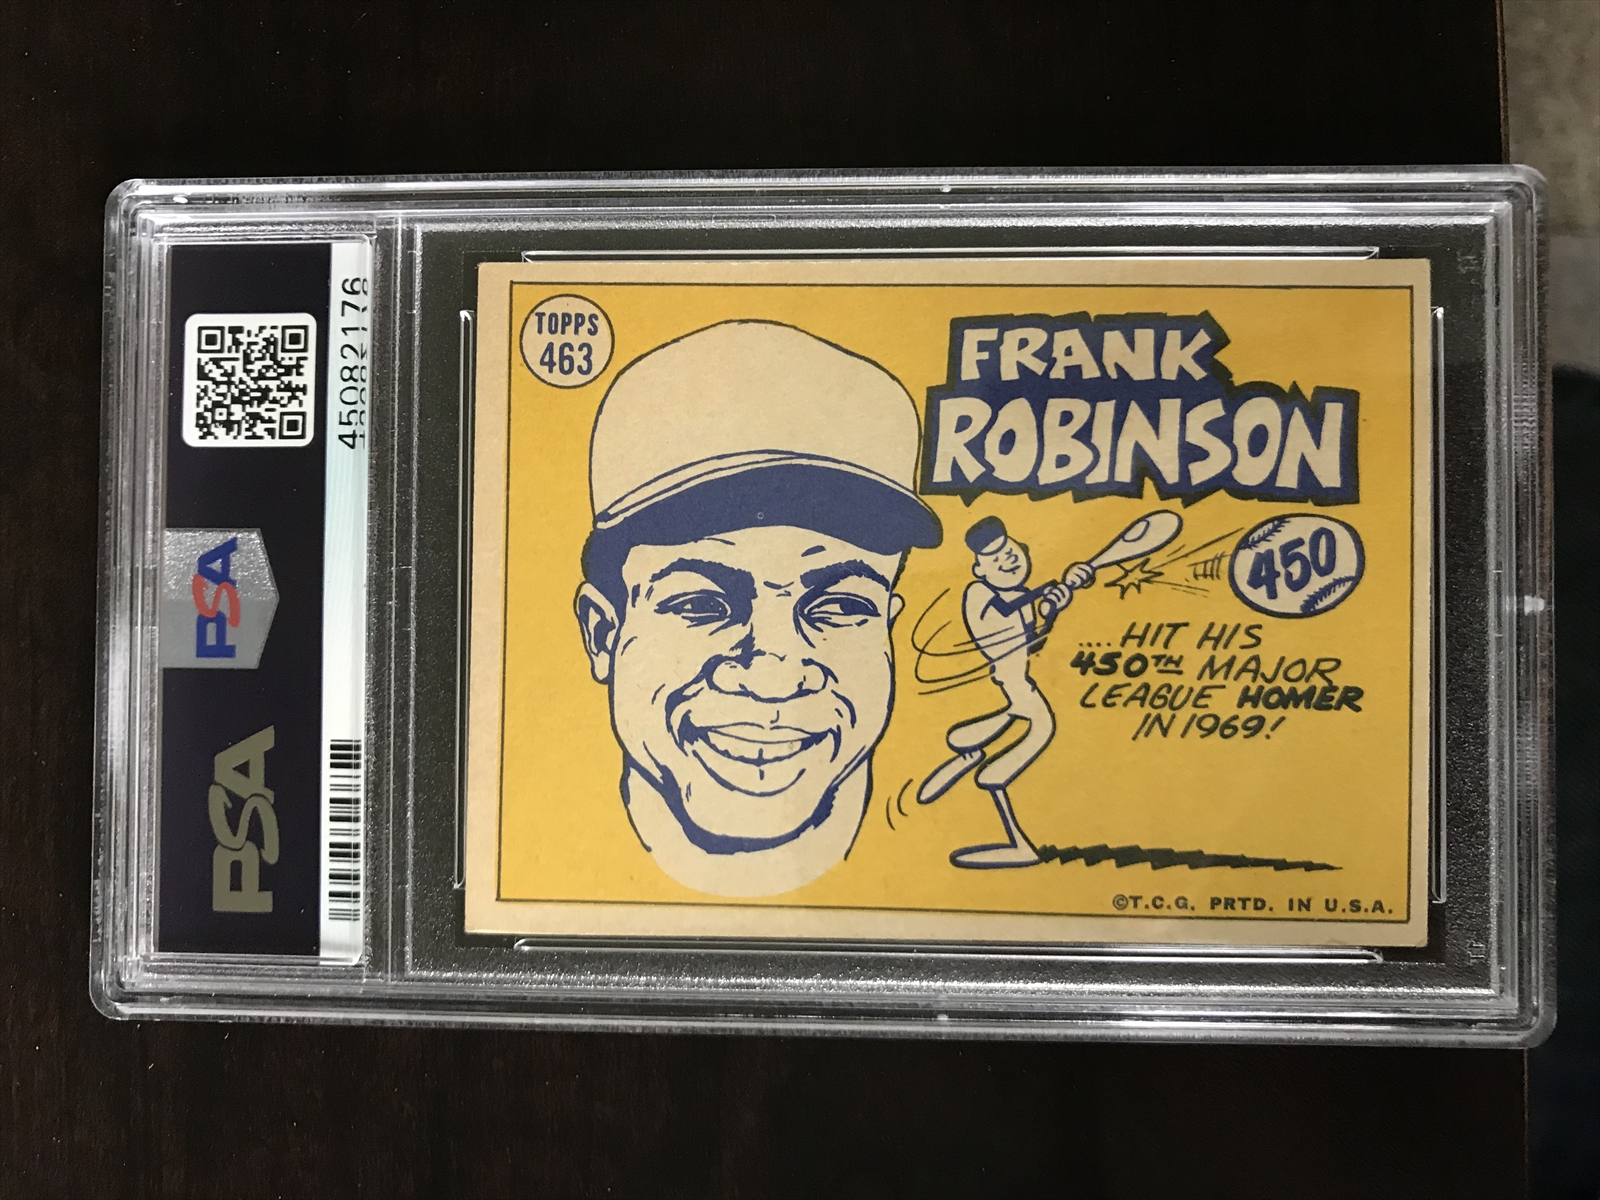 45082176
PSA
PSA
TOPPS
463
FRANK
ROBINSON
450
....HIT HIS
450TH MAJOR
LEAGUE HOMER
IN 1969!
©T.C.G. PRTD. IN U.S.A.